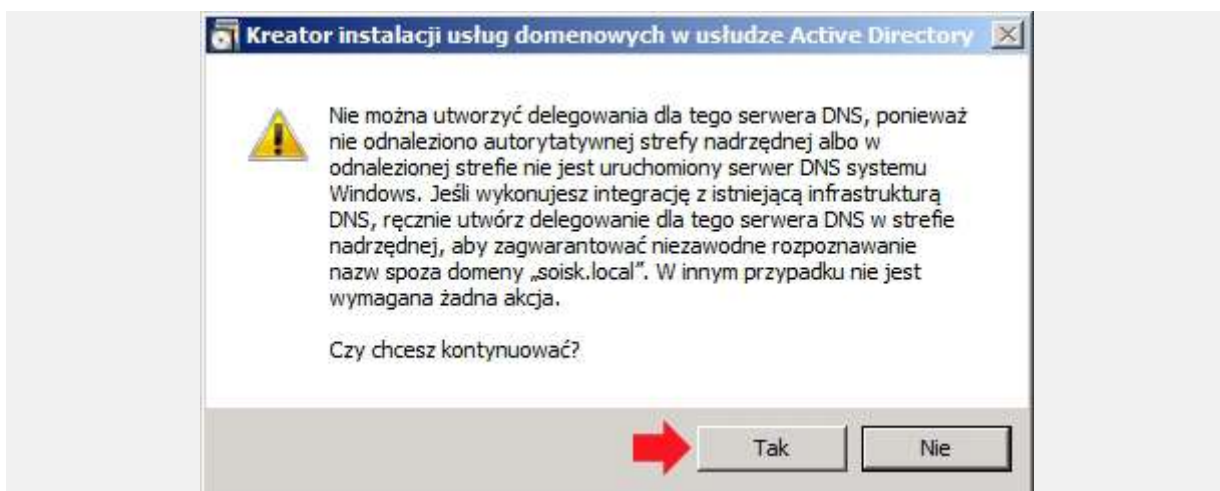 Kreator instalacji usług domenowych w usłudze Active Directory
Nie można utworzyć delegowania dla tego serwera DNS, ponieważ
nie odnaleziono autorytatywnej strefy nadrzędnej albo w
odnalezionej strefie nie jest uruchomiony serwer DNS systemu
Windows. Jeśli wykonujesz integrację z istniejącą infrastrukturą
DNS, ręcznie utwórz delegowanie dla tego serwera DNS w strefie
nadrzędnej, aby zagwarantować niezawodne rozpoznawanie
nazw spoza domeny „soisk.local”. W innym przypadku nie jest
wymagana żadna akcja.
Czy chcesz kontynuować?
Tak
Nie